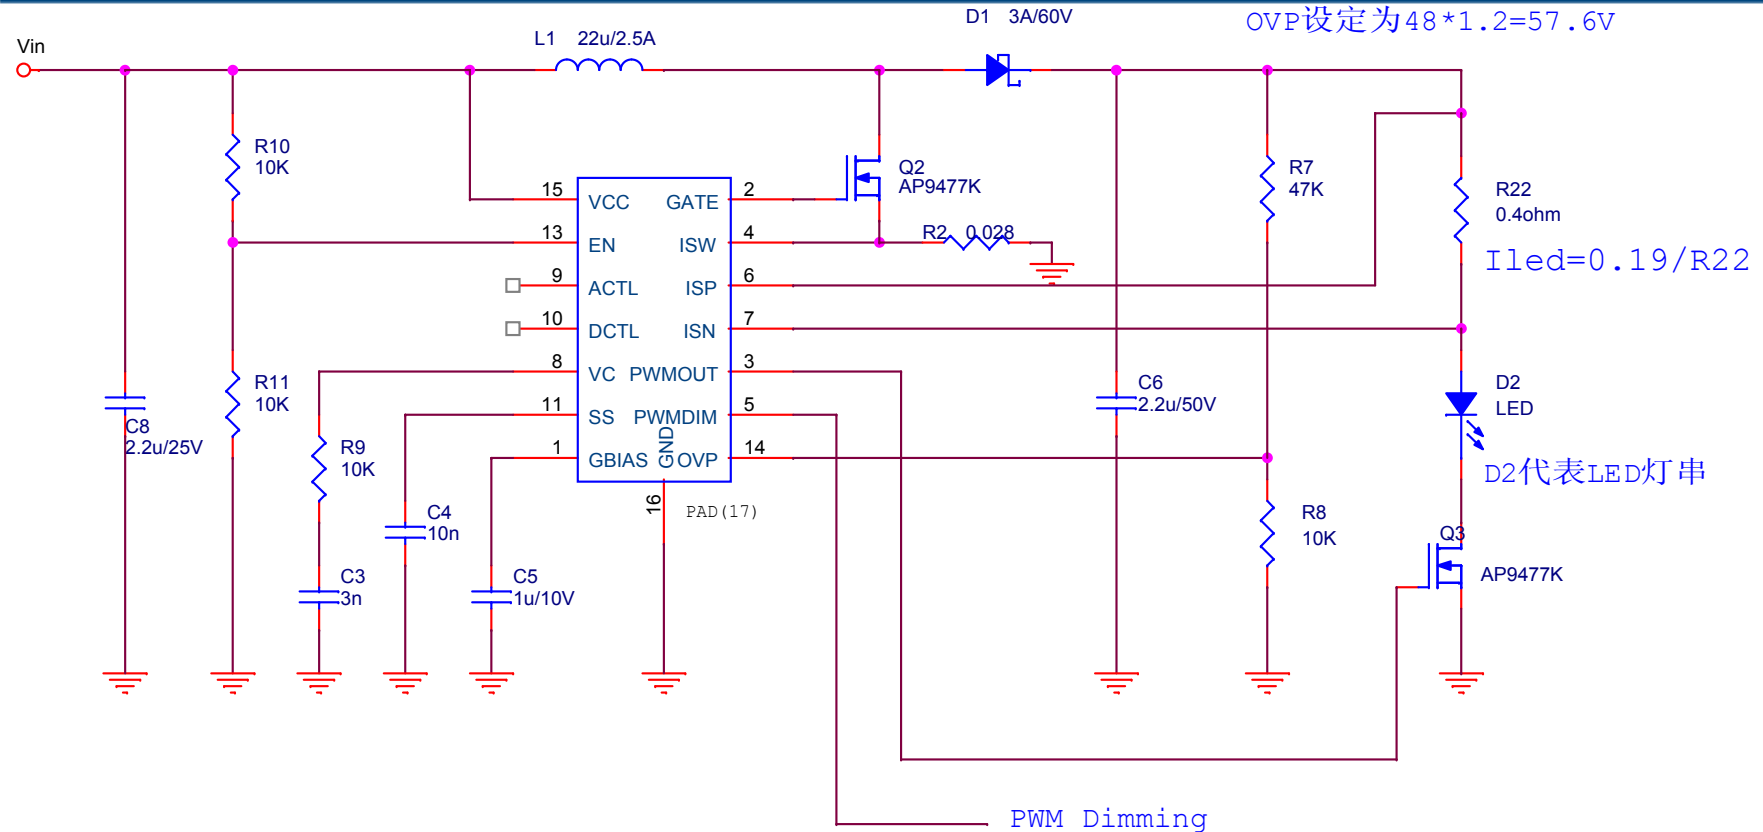 D1 3A/60V
OVP设定为48*1.2=57.6V
Vin
L1 22u/2.5A
R10
10K
Q2
AP9477K
R7
47K
R22
0.4ohm
Iled=0.19/R22
15 VCC
13 EN
9 ACTL
10 DCTL
8 VC
11 SS
1 GBIAS
GATE 2
ISW 4
ISP 6
ISN 7
PWMOUT 3
PWMDIM 5
OVP 14
GND
16
PAD(17)
R2 0.028
R11
10K
C8
2.2u/25V
R9
10K
C4
10n
C3
3n
C5
1u/10V
C6
2.2u/50V
D2
LED
D2代表LED灯串
R8
10K
Q3
AP9477K
PWM Dimming